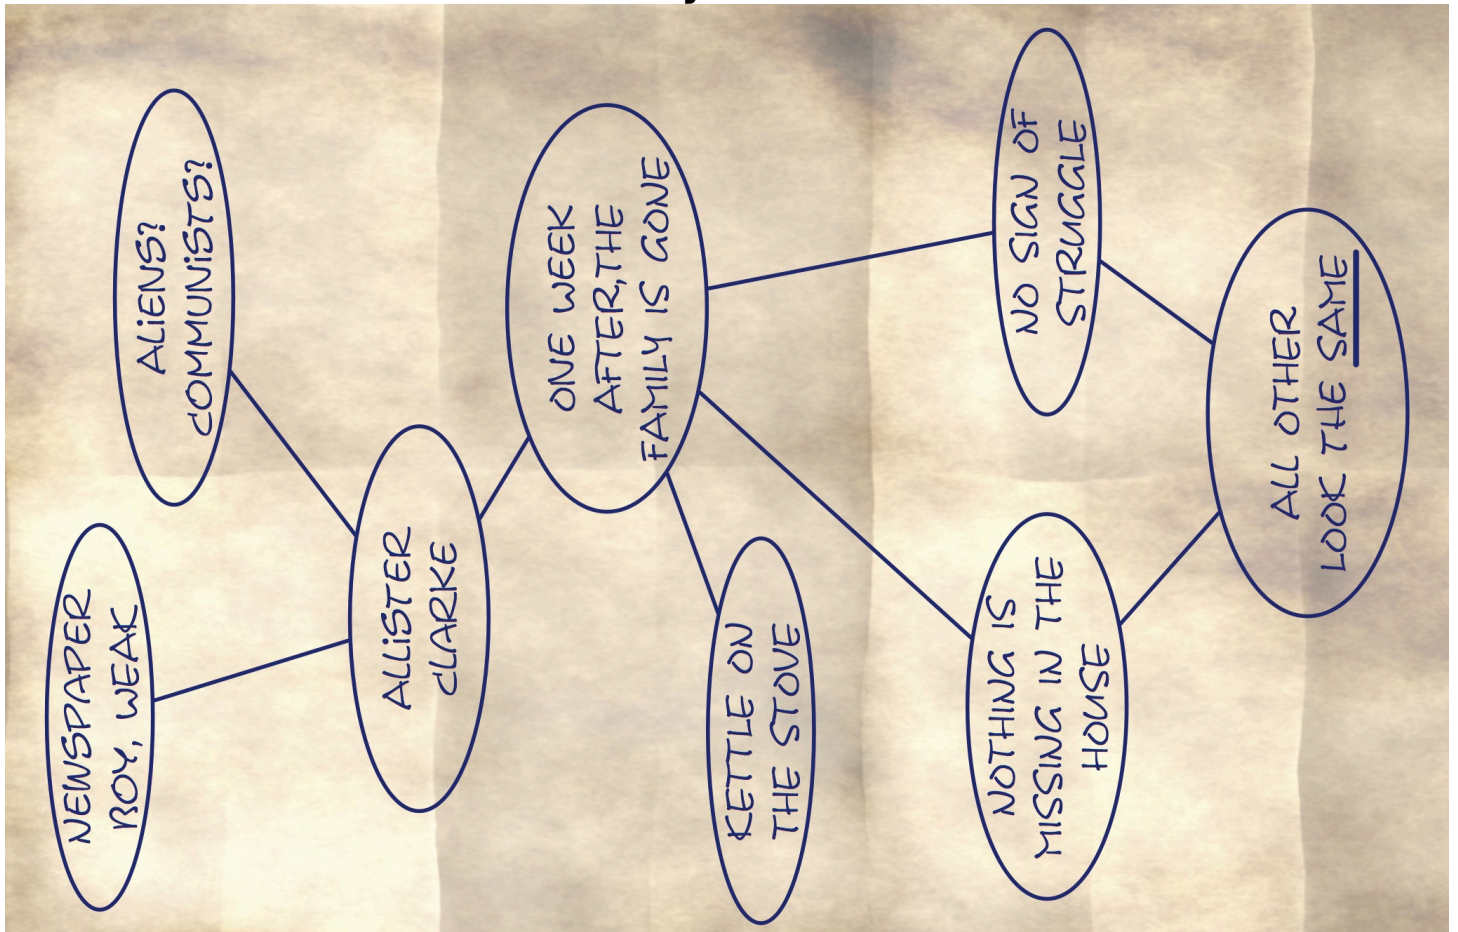 NEWSPAPER
BOY, WEAK
ALIENS?
COMMUNISTS?
ALLISTER
CLARKE
ONE WEEK
AFTER,THE
FAMILY IS GONE
KETTLE ON
THE STOVE
NOTHING IS
MISSING IN THE
HOUSE
NO SIGN OF
STRUGGLE
ALL OTHER
LOOK THE SAME